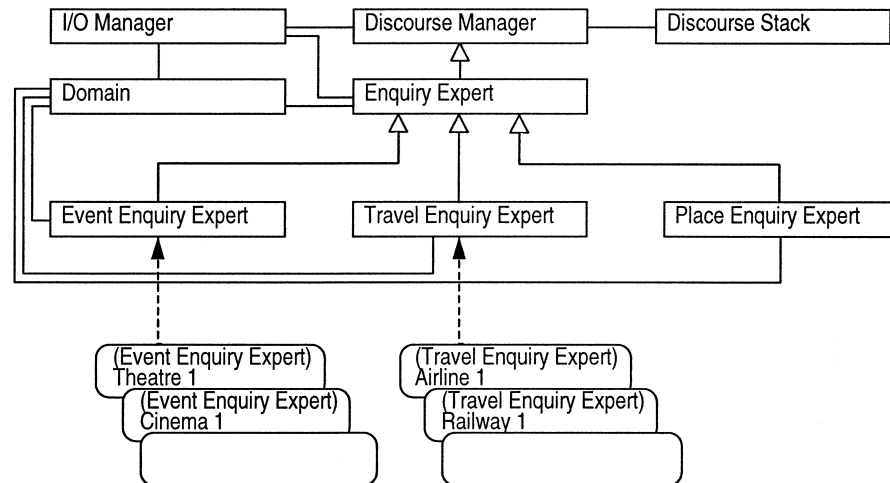 I/O Manager
Discourse Manager
Discourse Stack
Domain
Enquiry Expert
Event Enquiry Expert
Travel Enquiry Expert
Place Enquiry Expert
(Event Enquiry Expert)
Theatre 1
(Event Enquiry Expert)
Cinema 1
(Travel Enquiry Expert)
Airline 1
(Travel Enquiry Expert)
Railway 1